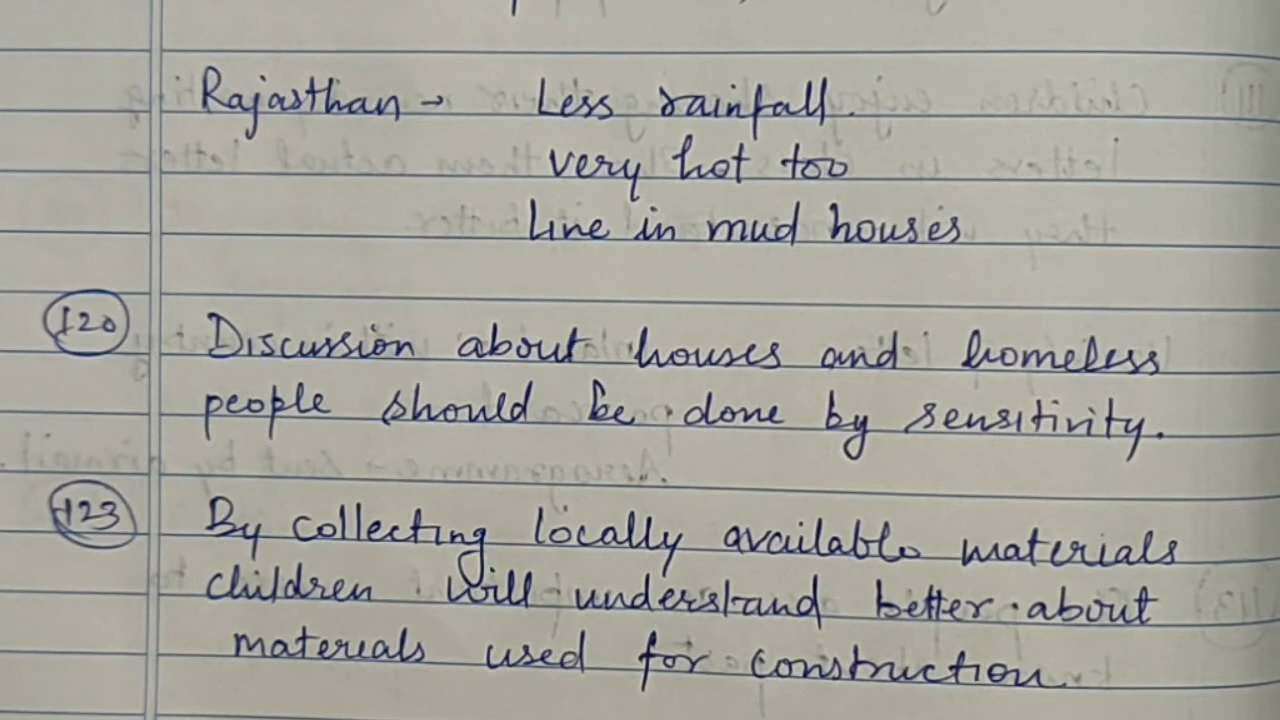 Rajasthan → Less rainfall.
very hot too
Line in mud houses
120 Discussion about houses and homeless
people should be done by sensitivity.
123 By collecting locally available materials
children will understand better about
materials used for construction